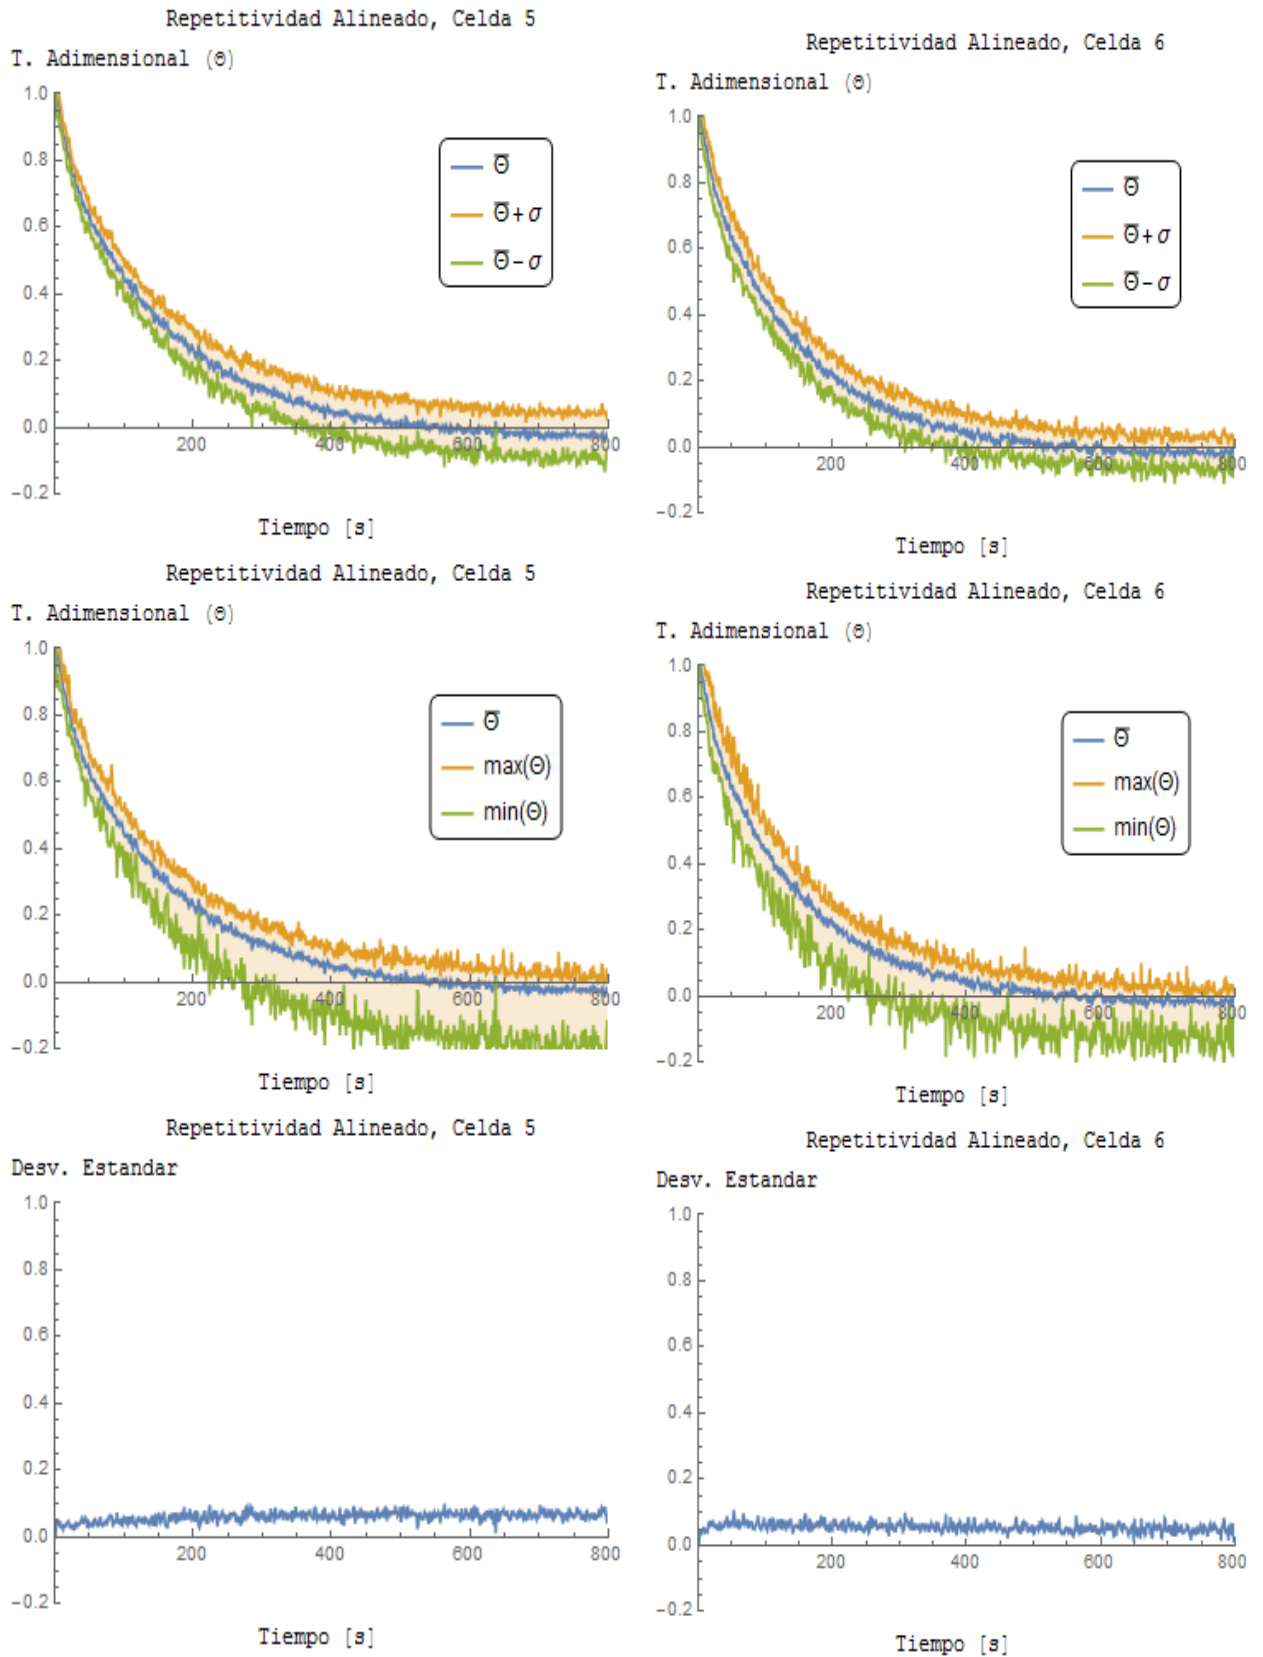 Repetitividad Alineado, Celda 5
T. Adimensional (Θ)
1.0
0.8
0.6
0.4
0.2
0.0
-0.2
200
400
600
800
Θ̅
Θ̅+σ
Θ̅-σ
Tiempo [s]
Repetitividad Alineado, Celda 6
T. Adimensional (Θ)
1.0
0.8
0.6
0.4
0.2
0.0
-0.2
200
400
600
800
Θ̅
Θ̅+σ
Θ̅-σ
Tiempo [s]
Repetitividad Alineado, Celda 5
T. Adimensional (Θ)
1.0
0.8
0.6
0.4
0.2
0.0
-0.2
200
400
600
800
Θ̅
max(Θ)
min(Θ)
Tiempo [s]
Repetitividad Alineado, Celda 6
T. Adimensional (Θ)
1.0
0.8
0.6
0.4
0.2
0.0
-0.2
200
400
600
800
Θ̅
max(Θ)
min(Θ)
Tiempo [s]
Repetitividad Alineado, Celda 5
Desv. Estandar
1.0
0.8
0.6
0.4
0.2
0.0
-0.2
200
400
600
800
Tiempo [s]
Repetitividad Alineado, Celda 6
Desv. Estandar
1.0
0.8
0.6
0.4
0.2
0.0
-0.2
200
400
600
800
Tiempo [s]